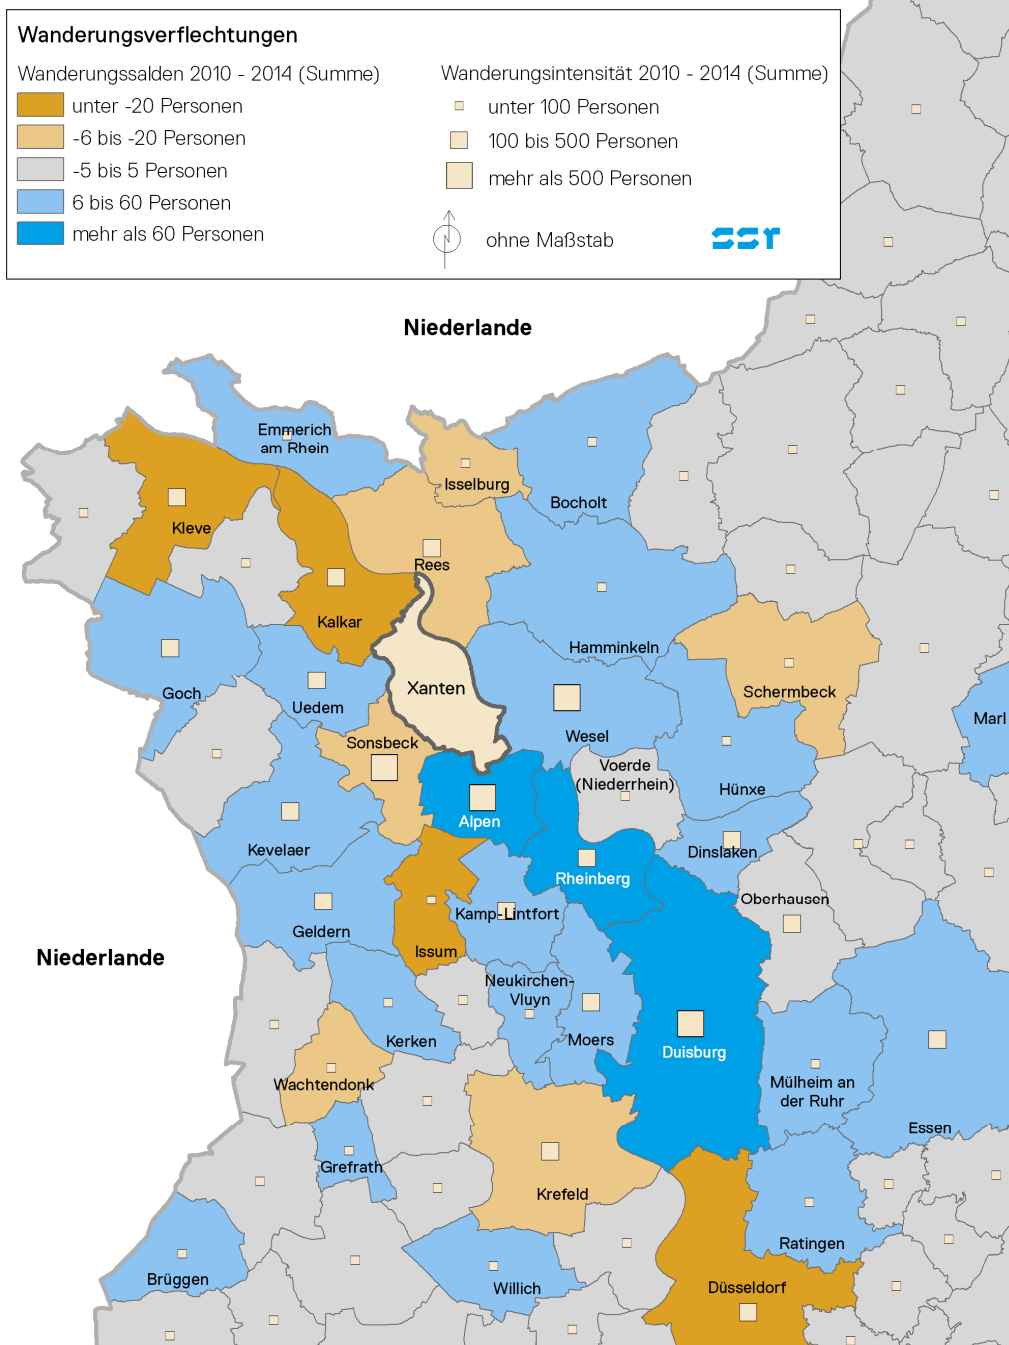 Wanderungsverflechtungen
Wanderungssalden 2010 - 2014 (Summe)
unter -20 Personen
-6 bis -20 Personen
-5 bis 5 Personen
6 bis 60 Personen
mehr als 60 Personen
Wanderungsintensität 2010 - 2014 (Summe)
unter 100 Personen
100 bis 500 Personen
mehr als 500 Personen
N
ohne Maßstab
ssr
Niederlande
Emmerich
am Rhein
Isselburg
Bocholt
Kleve
Rees
Kalkar
Hamminkeln
Xanten
Schermbeck
Goch
Uedem
Marl
Wesel
Sonsbeck
Voerde
(Niederrhein)
Hünxe
Alpen
Kevelaer
Dinslaken
Rheinberg
Oberhausen
Kamp-Lintfort
Geldern
Issum
Niederlande
Neukirchen-
Vluyn
Kerken
Moers
Duisburg
Wachtendonk
Mülheim an
der Ruhr
Essen
Grefrath
Krefeld
Ratingen
Brüggen
Willich
Düsseldorf